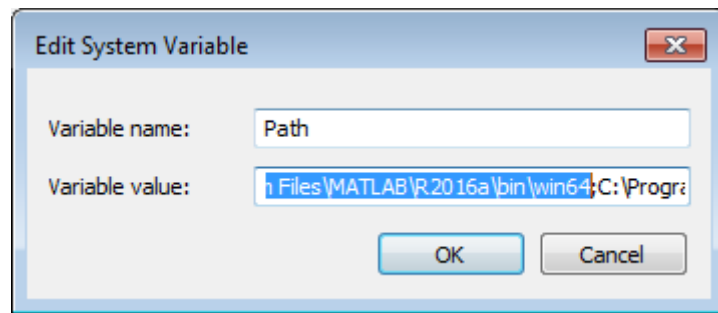 Edit System Variable
Variable name: Path
Variable value: n Files\MATLAB\R2016a\bin\win64;C:\Progra
OK Cancel